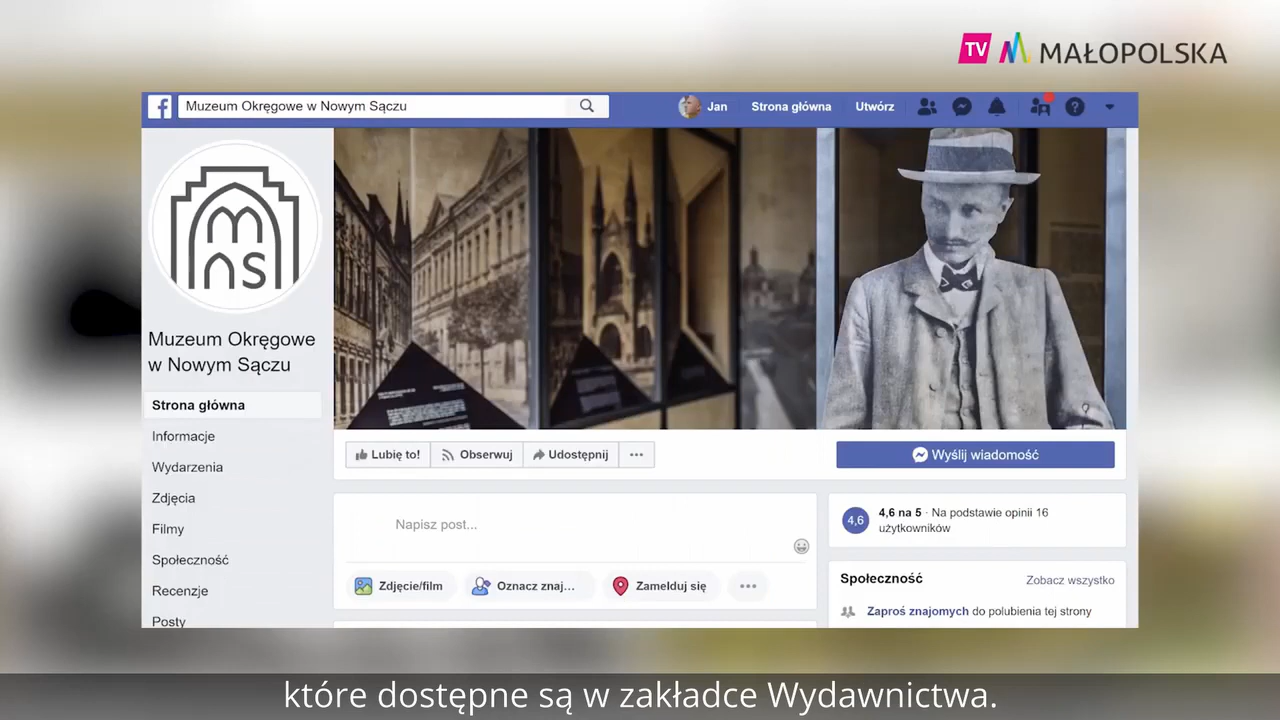 TV MAŁOPOLSKA
Muzeum Okręgowe w Nowym Sączu
Jan Strona główna Utwórz
mns
Muzeum Okręgowe
w Nowym Sączu
Strona główna
Informacje
Wydarzenia
Zdjęcia
Filmy
Społeczność
Recenzje
Posty
Lubię to! Obserwuj Udostępnij ...
Wyślij wiadomość
Napisz post...
Zdjęcie/film Oznacz znaj... Zamelduj się ...
4,6 4,6 na 5 · Na podstawie opinii 16
użytkowników
Społeczność Zobacz wszystko
Zaproś znajomych do polubienia tej strony
które dostępne są w zakładce Wydawnictwa.